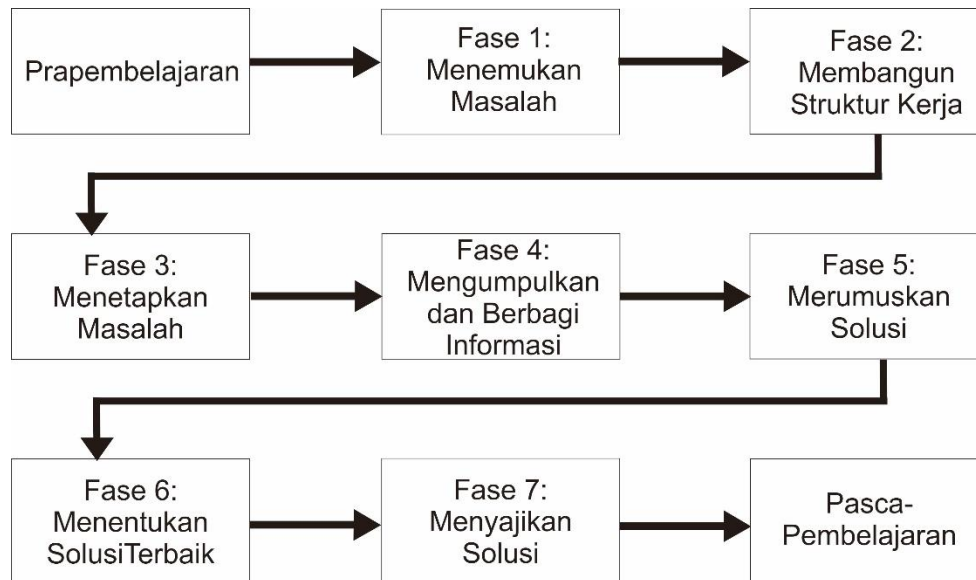 Prapembelajaran
Fase 1:
Menemukan
Masalah
Fase 2:
Membangun
Struktur Kerja
Fase 3:
Menetapkan
Masalah
Fase 4:
Mengumpulkan
dan Berbagi
Informasi
Fase 5:
Merumuskan
Solusi
Fase 6:
Menentukan
SolusiTerbaik
Fase 7:
Menyajikan
Solusi
Pasca-
Pembelajaran